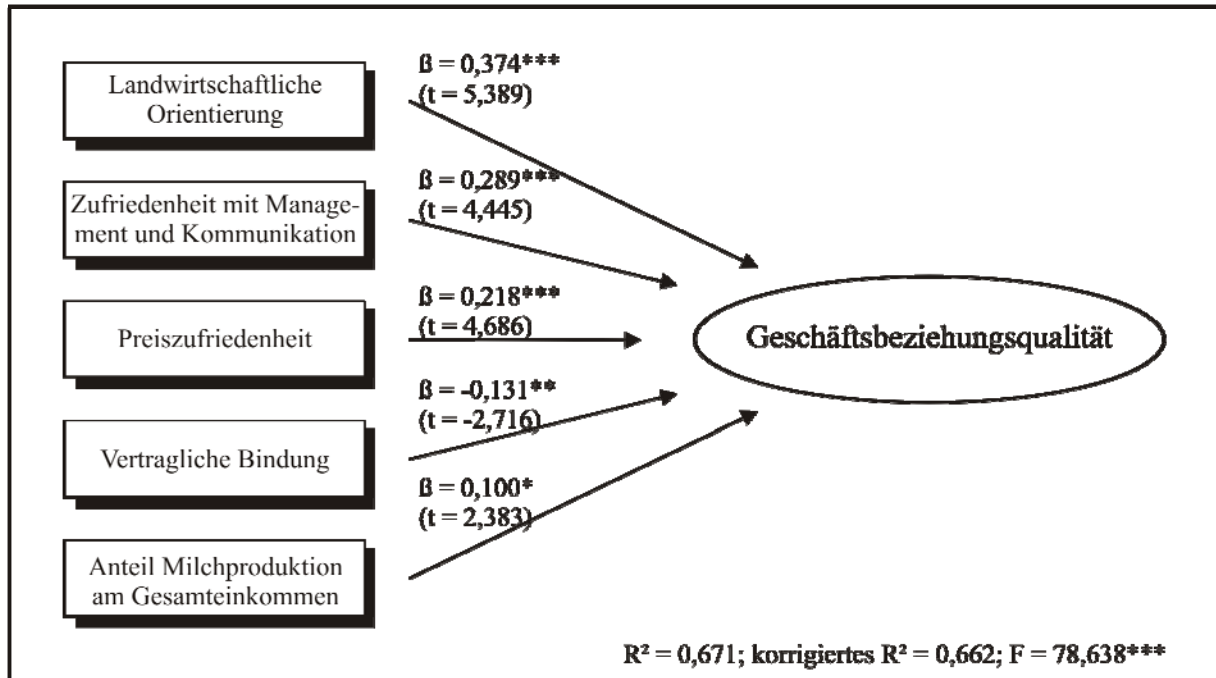 Landwirtschaftliche
Orientierung
ß = 0,374***
(t = 5,389)
Zufriedenheit mit Manage-
ment und Kommunikation
ß = 0,289***
(t = 4,445)
Preiszufriedenheit
ß = 0,218***
(t = 4,686)
Geschäftsbeziehungsqualität
Vertragliche Bindung
ß = -0,131**
(t = -2,716)
Anteil Milchproduktion
am Gesamteinkommen
ß = 0,100*
(t = 2,383)
R² = 0,671; korrigiertes R² = 0,662; F = 78,638***